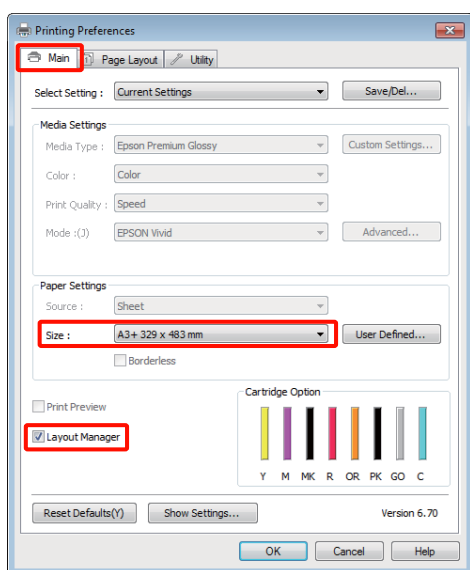 Printing Preferences
Main Page Layout Utility
Select Setting : Current Settings Save/Del...
Media Settings
Media Type : Epson Premium Glossy Custom Settings...
Color : Color
Print Quality : Speed
Mode :(J) EPSON Vivid Advanced...
Paper Settings
Source : Sheet
Size : A3+ 329 x 483 mm User Defined...
Borderless
Cartridge Option
Print Preview
Layout Manager
Y M MK R OR PK GO C
Reset Defaults(Y) Show Settings... Version 6.70
OK Cancel Help